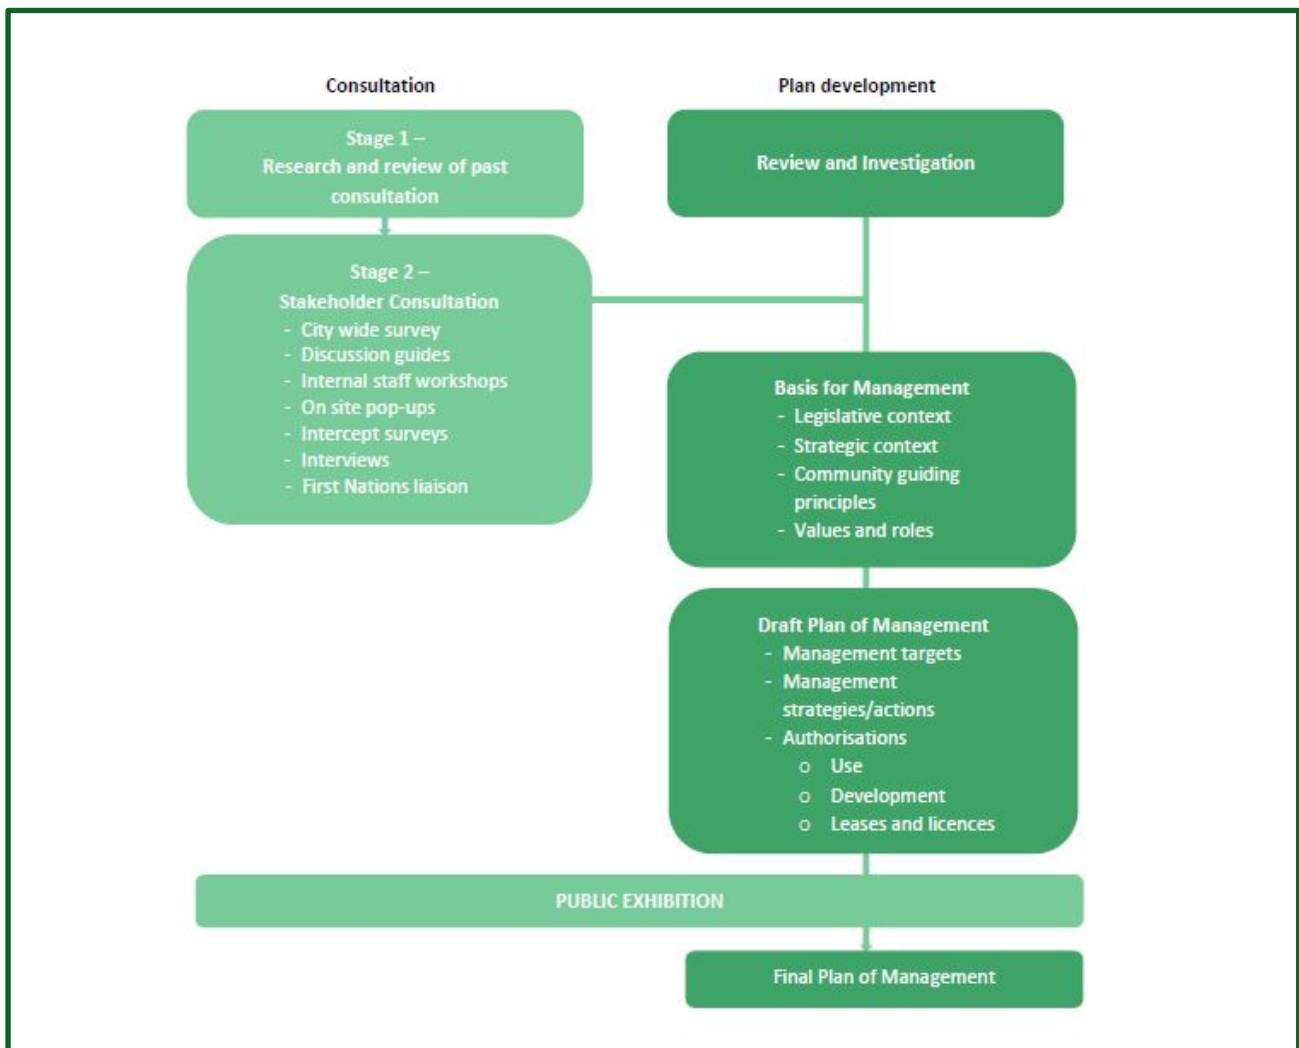 Consultation
Stage 1 –
Research and review of past
consultation
Stage 2 –
Stakeholder Consultation
- City wide survey
- Discussion guides
- Internal staff workshops
- On site pop-ups
- Intercept surveys
- Interviews
- First Nations liaison
Plan development
Review and Investigation
Basis for Management
- Legislative context
- Strategic context
- Community guiding
principles
- Values and roles
Draft Plan of Management
- Management targets
- Management
strategies/actions
- Authorisations
o Use
o Development
o Leases and licences
PUBLIC EXHIBITION
Final Plan of Management